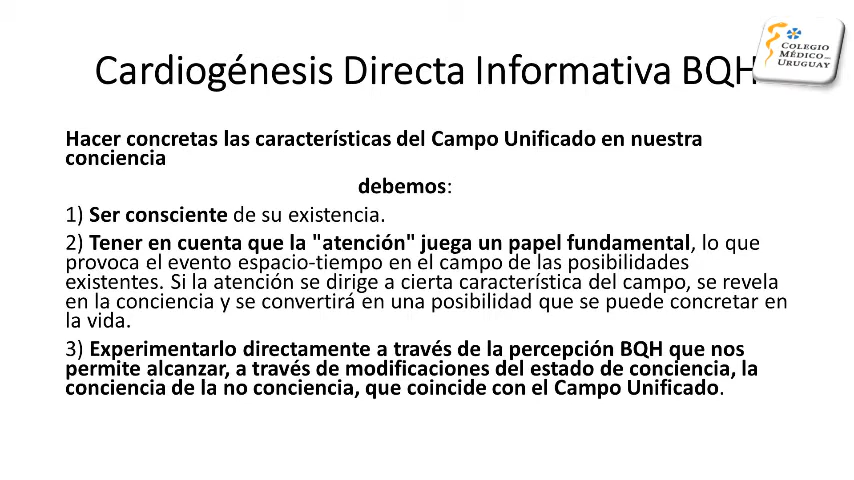 Cardiogénesis Directa Informativa BQH
COLEGIO
MÉDICO DEL
URUGUAY
Hacer concretas las características del Campo Unificado en nuestra
conciencia
debemos:
1) Ser consciente de su existencia.
2) Tener en cuenta que la "atención" juega un papel fundamental, lo que
provoca el evento espacio-tiempo en el campo de las posibilidades
existentes. Si la atención se dirige a cierta característica del campo, se revela
en la conciencia y se convertirá en una posibilidad que se puede concretar en
la vida.
3) Experimentarlo directamente a través de la percepción BQH que nos
permite alcanzar, a través de modificaciones del estado de conciencia, la
conciencia de la no conciencia, que coincide con el Campo Unificado.